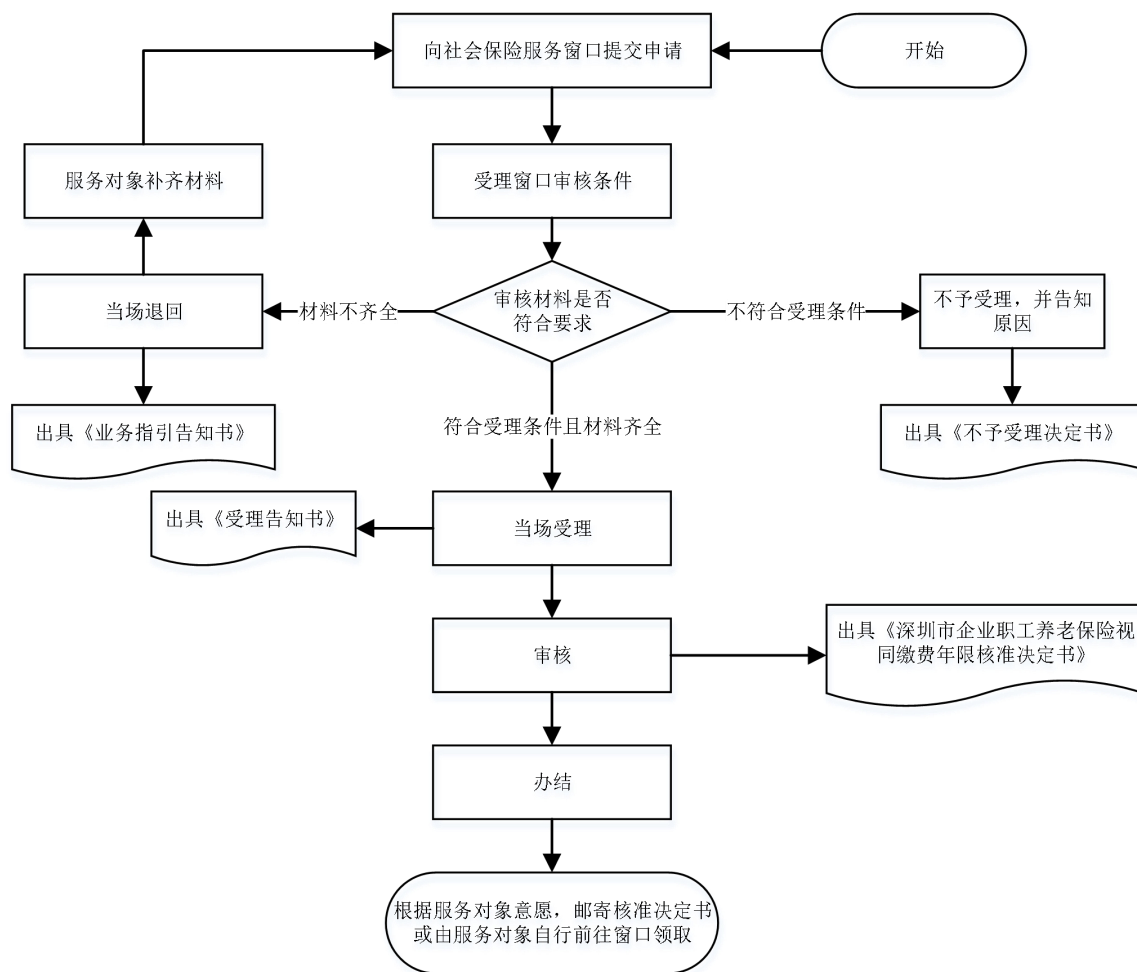 向社会保险服务窗口提交申请
开始
服务对象补齐材料
受理窗口审核条件
当场退回
材料不齐全
审核材料是否
符合要求
不符合受理条件
不予受理，并告知
原因
出具《业务指引告知书》
符合受理条件且材料齐全
出具《不予受理决定书》
出具《受理告知书》
当场受理
审核
出具《深圳市企业职工养老保险视
同缴费年限核准决定书》
办结
根据服务对象意愿，邮寄核准决定书
或由服务对象自行前往窗口领取